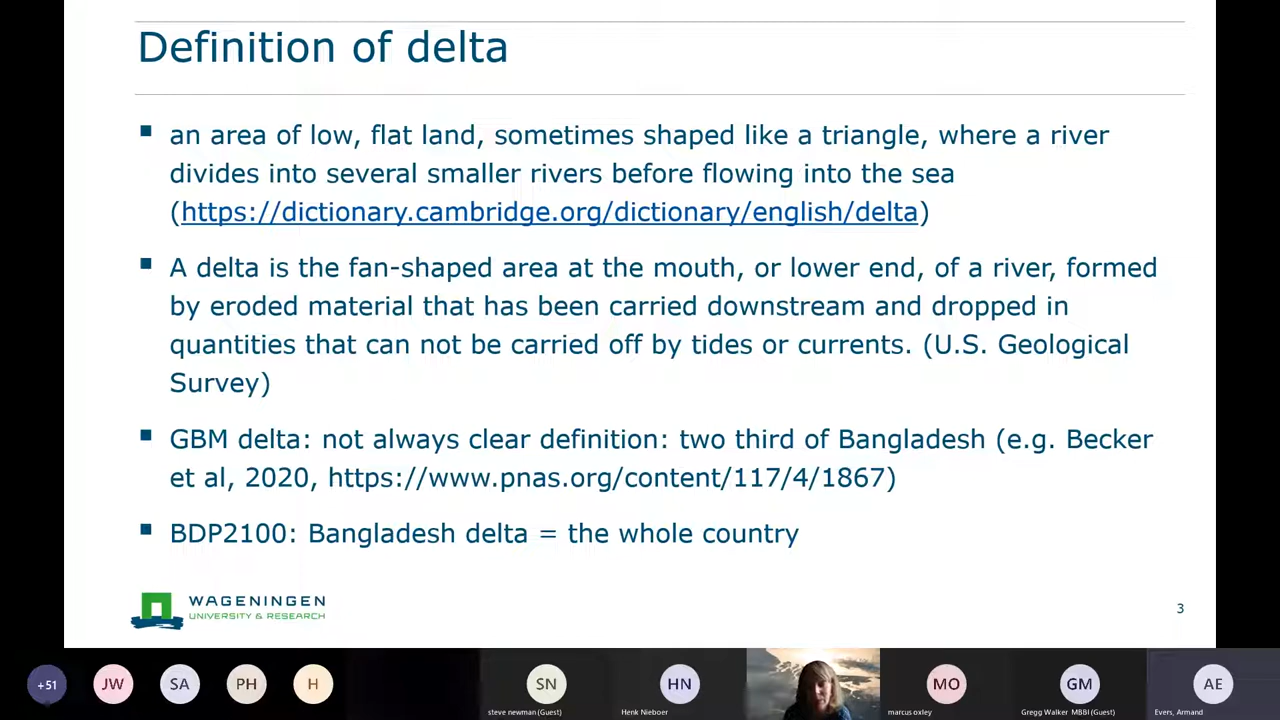 Definition of delta
an area of low, flat land, sometimes shaped like a triangle, where a river
divides into several smaller rivers before flowing into the sea
(https://dictionary.cambridge.org/dictionary/english/delta)
A delta is the fan-shaped area at the mouth, or lower end, of a river, formed
by eroded material that has been carried downstream and dropped in
quantities that can not be carried off by tides or currents. (U.S. Geological
Survey)
GBM delta: not always clear definition: two third of Bangladesh (e.g. Becker
et al, 2020, https://www.pnas.org/content/117/4/1867)
BDP2100: Bangladesh delta = the whole country
WAGENINGEN
UNIVERSITY & RESEARCH
3
+51 JW SA PH H SN HN MO GM AE
steve newman (Guest) Henk Nieboer marcus oxley Gregg Walker MBBI (Guest) Evers, Armand